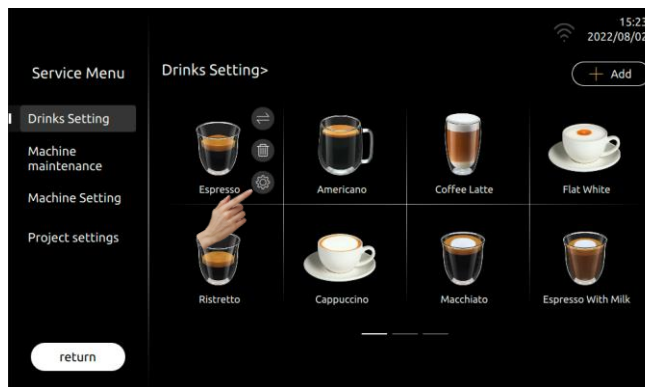 15:23
2022/08/02
Service Menu
Drinks Setting>
+ Add
Drinks Setting
Machine
maintenance
Machine Setting
Project settings
Espresso
Americano
Coffee Latte
Flat White
Ristretto
Cappuccino
Macchiato
Espresso With Milk
return